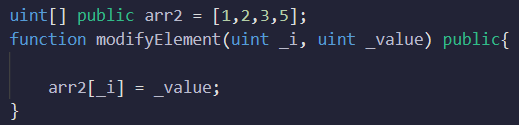 uint[] public arr2 = [1,2,3,5];
function modifyElement(uint _i, uint _value) public{
arr2[_i] = _value;
}